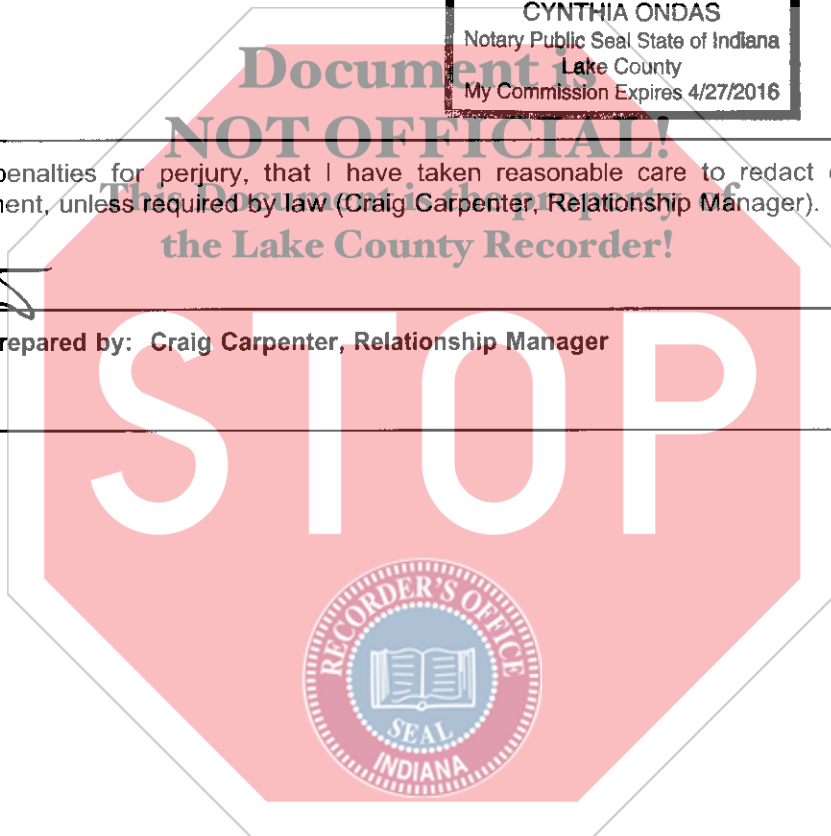 CYNTHIA ONDAS
Notary Public Seal State of Indiana
Lake County
My Commission Expires 4/27/2016
Document is
NOT OFFICIAL!
penalties for perjury, that I have taken reasonable care to redact
This Document is the property of
ment, unless required by law (Craig Carpenter, Relationship Manager).
the Lake County Recorder!
repared by: Craig Carpenter, Relationship Manager
STOP
RECORDER'S OFFICE
SEAL
INDIANA